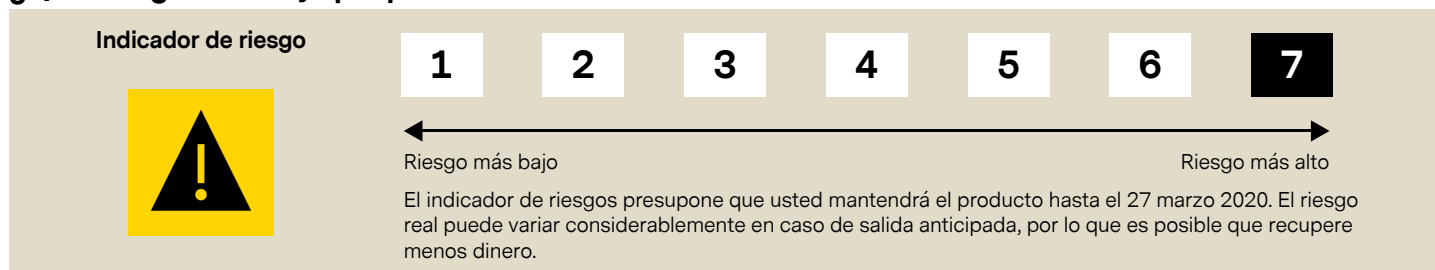 Indicador de riesgo
1 2 3 4 5 6 7
Riesgo más bajo
Riesgo más alto
El indicador de riesgos presupone que usted mantendrá el producto hasta el 27 marzo 2020. El riesgo
real puede variar considerablemente en caso de salida anticipada, por lo que es posible que recupere
menos dinero.